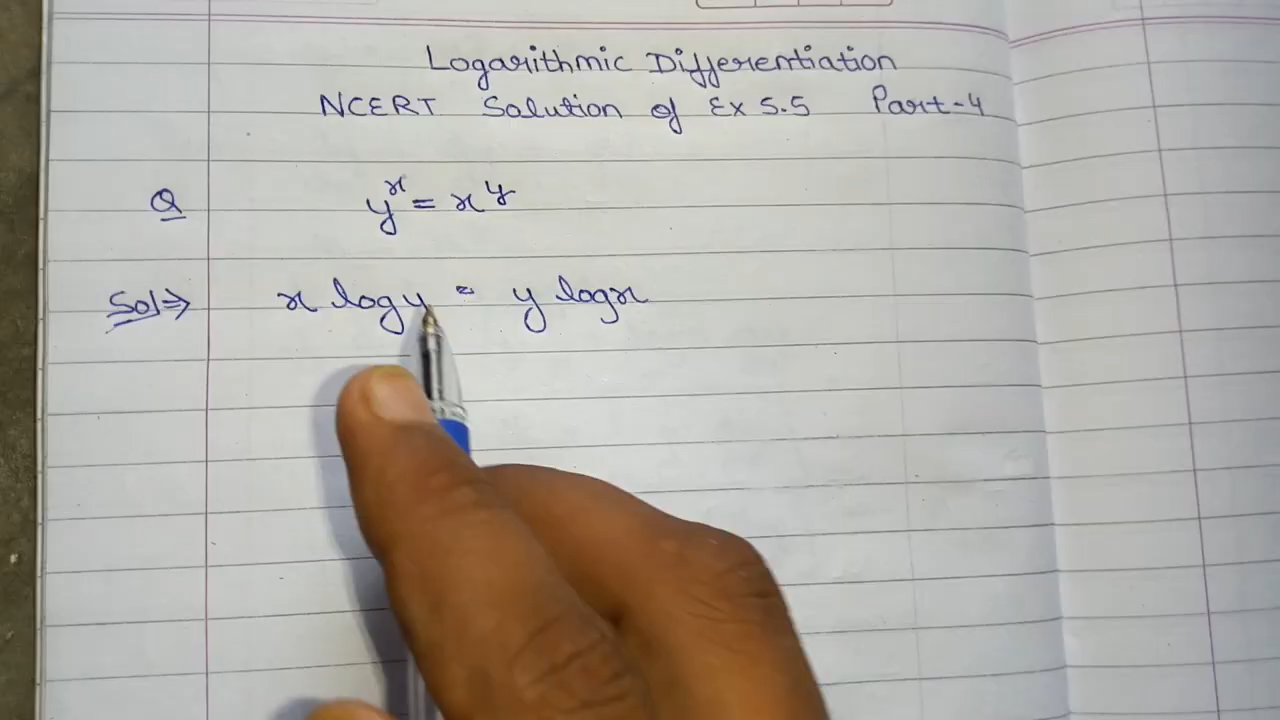 Logarithmic Differentiation
NCERT Solution of Ex 5.5 Part-4
Q y^x = x^y
Sol⇒ x log y = y log x